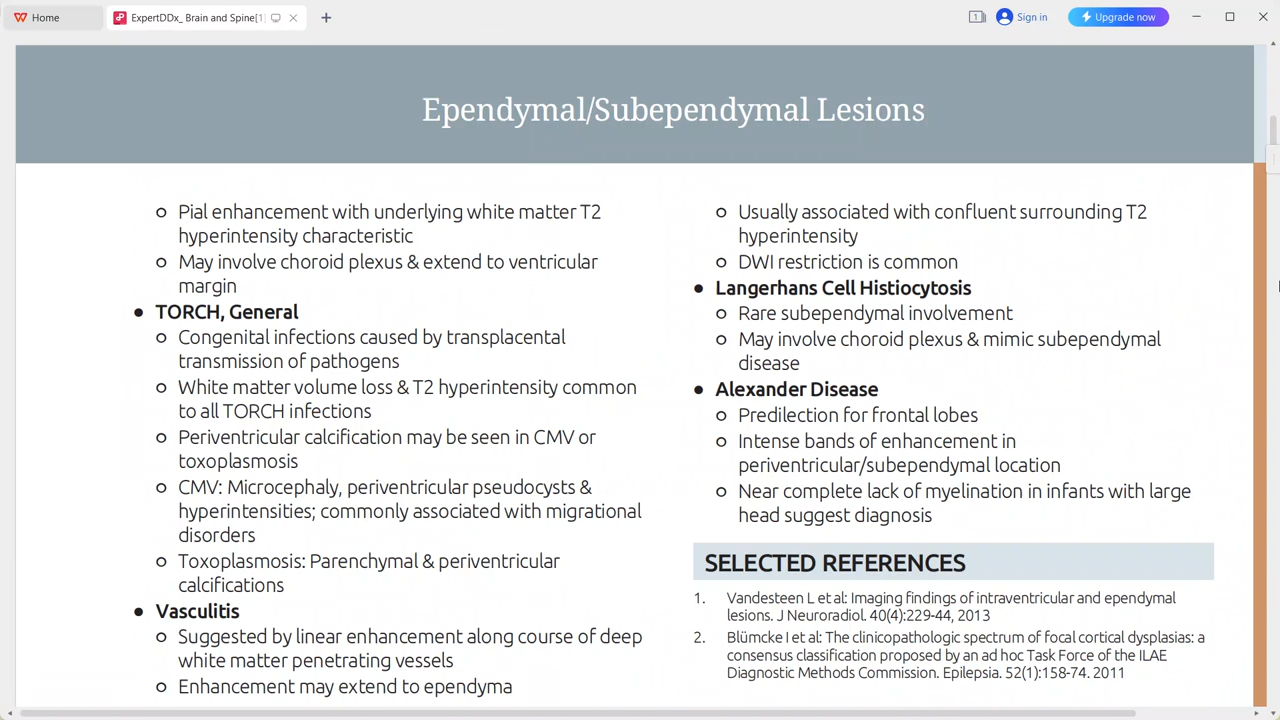 Home
ExpertDDx_ Brain and Spine[1]
1
Sign in
Upgrade now
Ependymal/Subependymal Lesions
o Pial enhancement with underlying white matter T2
hyperintensity characteristic
o May involve choroid plexus & extend to ventricular
margin
• TORCH, General
o Congenital infections caused by transplacental
transmission of pathogens
o White matter volume loss & T2 hyperintensity common
to all TORCH infections
o Periventricular calcification may be seen in CMV or
toxoplasmosis
o CMV: Microcephaly, periventricular pseudocysts &
hyperintensities; commonly associated with migrational
disorders
o Toxoplasmosis: Parenchymal & periventricular
calcifications
• Vasculitis
o Suggested by linear enhancement along course of deep
white matter penetrating vessels
o Enhancement may extend to ependyma
o Usually associated with confluent surrounding T2
hyperintensity
o DWI restriction is common
• Langerhans Cell Histiocytosis
o Rare subependymal involvement
o May involve choroid plexus & mimic subependymal
disease
• Alexander Disease
o Predilection for frontal lobes
o Intense bands of enhancement in
periventricular/subependymal location
o Near complete lack of myelination in infants with large
head suggest diagnosis
SELECTED REFERENCES
1. Vandesteen L et al: Imaging findings of intraventricular and ependymal
lesions. J Neuroradiol. 40(4):229-44, 2013
2. Blümcke I et al: The clinicopathologic spectrum of focal cortical dysplasias: a
consensus classification proposed by an ad hoc Task Force of the ILAE
Diagnostic Methods Commission. Epilepsia. 52(1):158-74. 2011